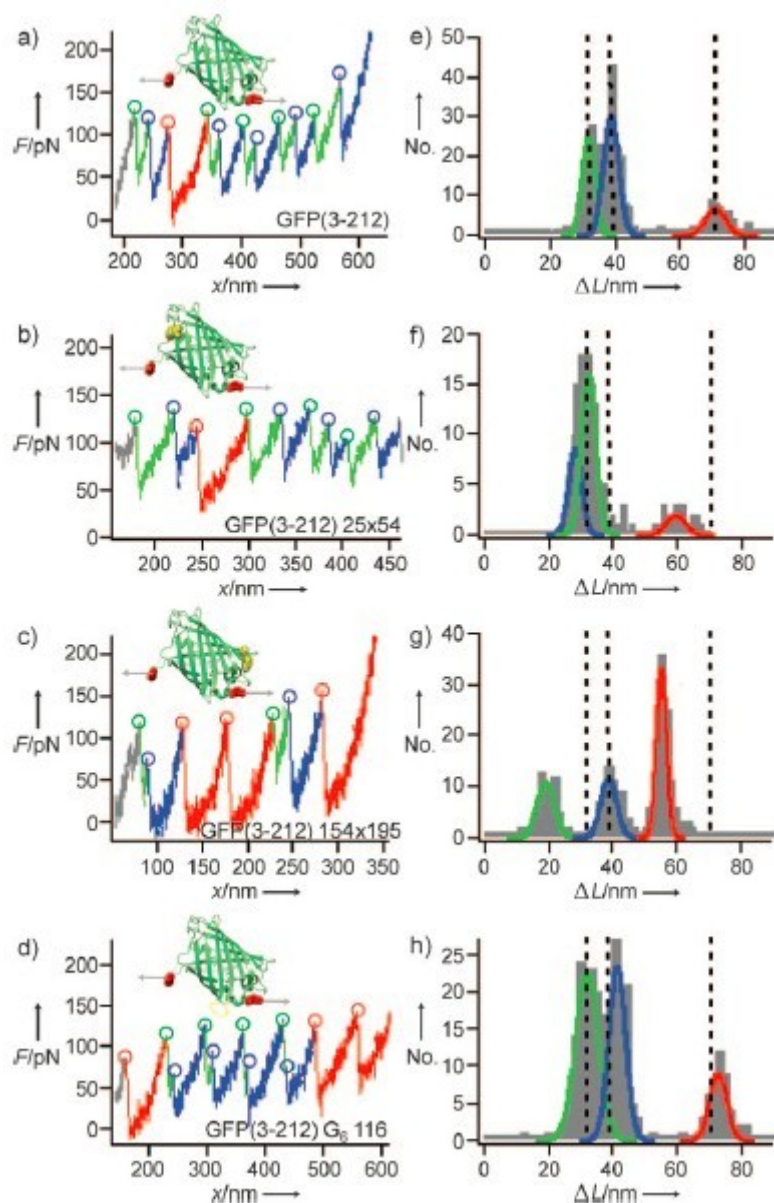 a)
200
150
100
50
0
F/pN
GFP(3-212)
200 300 400 500 600
x/nm
e)
50
40
30
20
10
0
No.
0 20 40 60 80
ΔL/nm
b)
200
150
100
50
0
F/pN
GFP(3-212) 25x54
200 250 300 350 400 450
x/nm
f)
20
15
10
5
0
No.
0 20 40 60 80
ΔL/nm
c)
200
150
100
50
0
F/pN
GFP(3-212) 154x195
100 150 200 250 300 350
x/nm
g)
40
30
20
10
0
No.
0 20 40 60 80
ΔL/nm
d)
200
150
100
50
0
F/pN
GFP(3-212) G₆ 116
200 300 400 500 600
x/nm
h)
25
20
15
10
5
0
No.
0 20 40 60 80
ΔL/nm